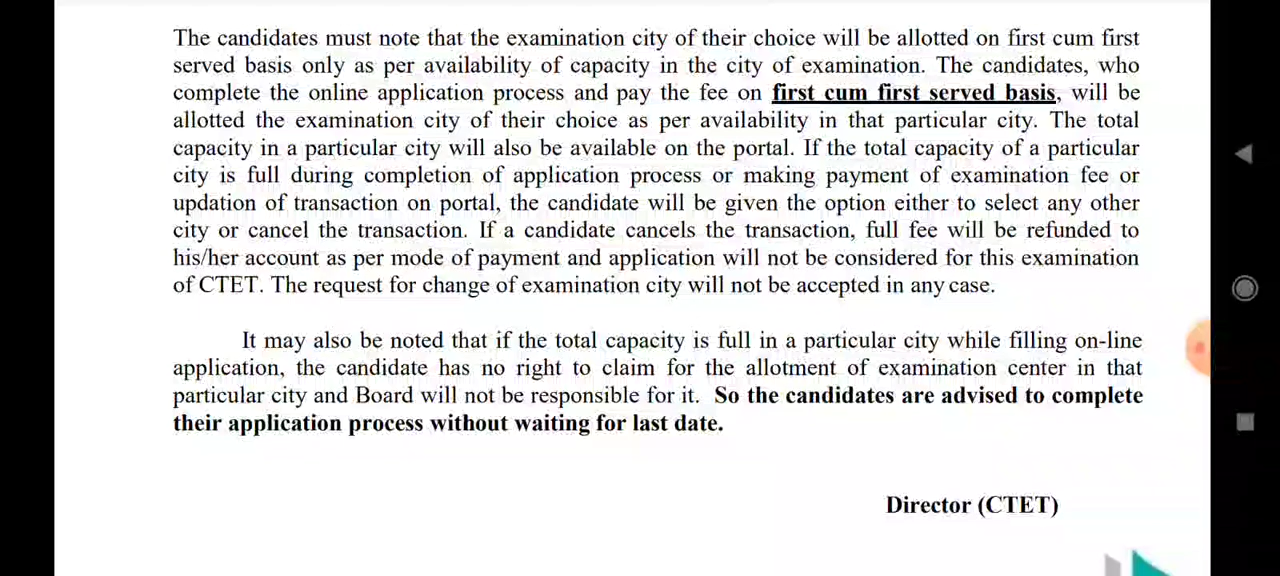 The candidates must note that the examination city of their choice will be allotted on first cum first
served basis only as per availability of capacity in the city of examination. The candidates, who
complete the online application process and pay the fee on first cum first served basis, will be
allotted the examination city of their choice as per availability in that particular city. The total
capacity in a particular city will also be available on the portal. If the total capacity of a particular
city is full during completion of application process or making payment of examination fee or
updation of transaction on portal, the candidate will be given the option either to select any other
city or cancel the transaction. If a candidate cancels the transaction, full fee will be refunded to
his/her account as per mode of payment and application will not be considered for this examination
of CTET. The request for change of examination city will not be accepted in any case.
It may also be noted that if the total capacity is full in a particular city while filling on-line
application, the candidate has no right to claim for the allotment of examination center in that
particular city and Board will not be responsible for it. So the candidates are advised to complete
their application process without waiting for last date.
Director (CTET)